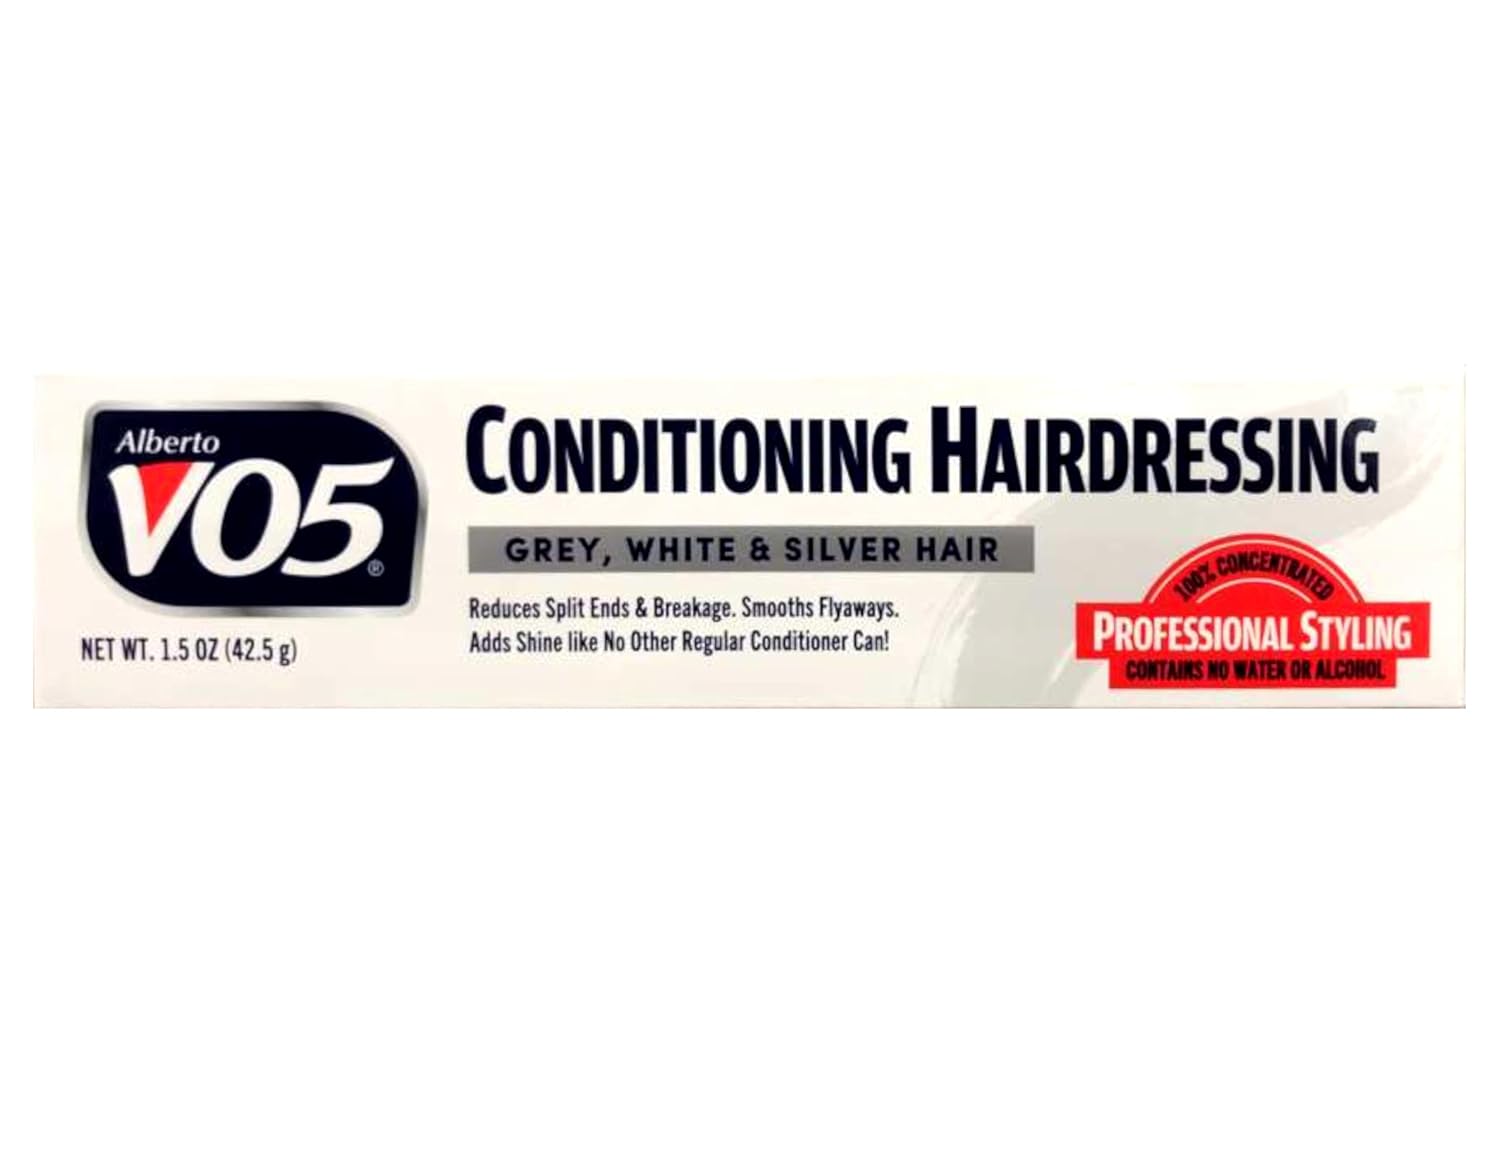 Alberto
VO5®
NET WT. 1.5 OZ (42.5 g)
CONDITIONING HAIRDRESSING
GREY, WHITE & SILVER HAIR
Reduces Split Ends & Breakage. Smooths Flyaways.
Adds Shine like No Other Regular Conditioner Can!
100% CONCENTRATED
PROFESSIONAL STYLING
CONTAINS NO WATER OR ALCOHOL